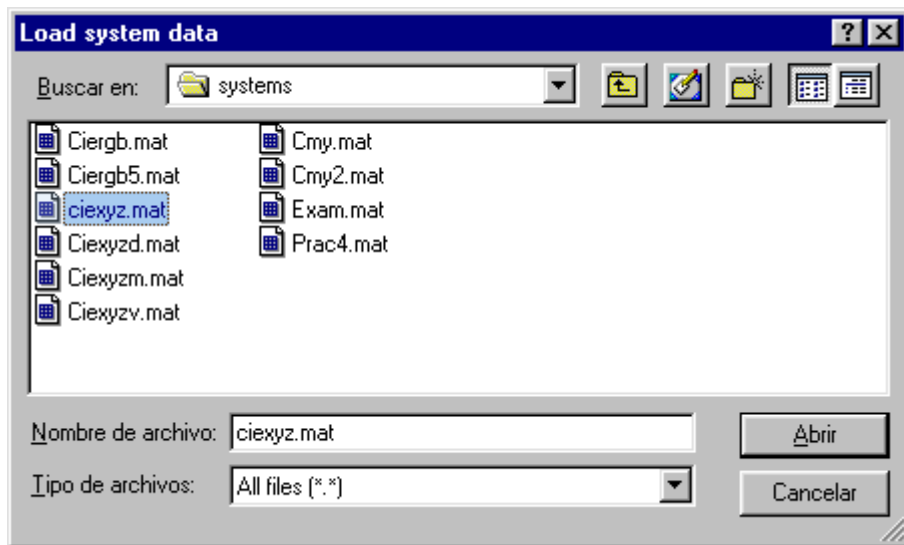 Load system data
Buscar en: systems
Ciergb.mat Cmy.mat
Ciergb5.mat Cmy2.mat
ciexyz.mat Exam.mat
Ciexyzd.mat Prac4.mat
Ciexyzm.mat
Ciexyzv.mat
Nombre de archivo: ciexyz.mat Abrir
Tipo de archivos: All files (*.*) Cancelar